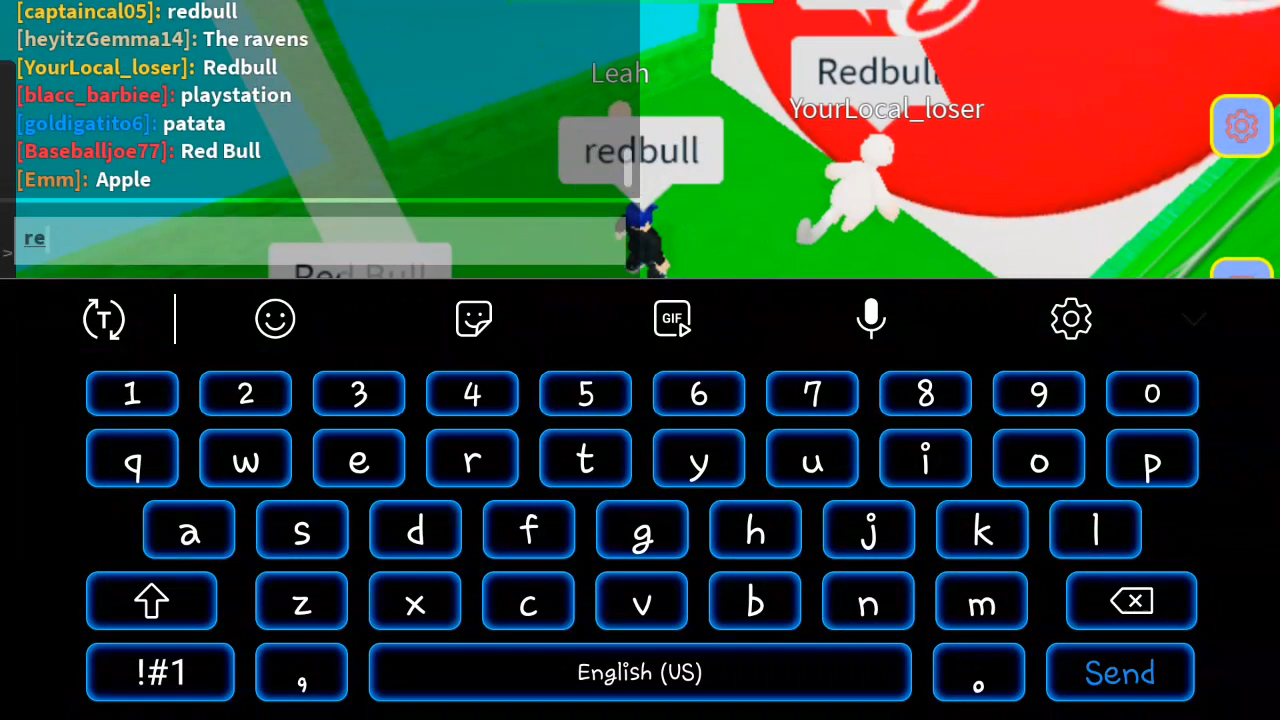 [captaincal05]: redbull
[heyitzGemma14]: The ravens
[YourLocal_loser]: Redbull
[blacc_barbiee]: playstation
[goldigatito6]: patata
[Baseballjoe77]: Red Bull
[Emm]: Apple
re
>
Leah
redbull
Redbull
YourLocal_loser
Red Bull
T
GIF
1 2 3 4 5 6 7 8 9 0
q w e r t y u i o p
a s d f g h j k l
z x c v b n m
!#1 , English (US) . Send